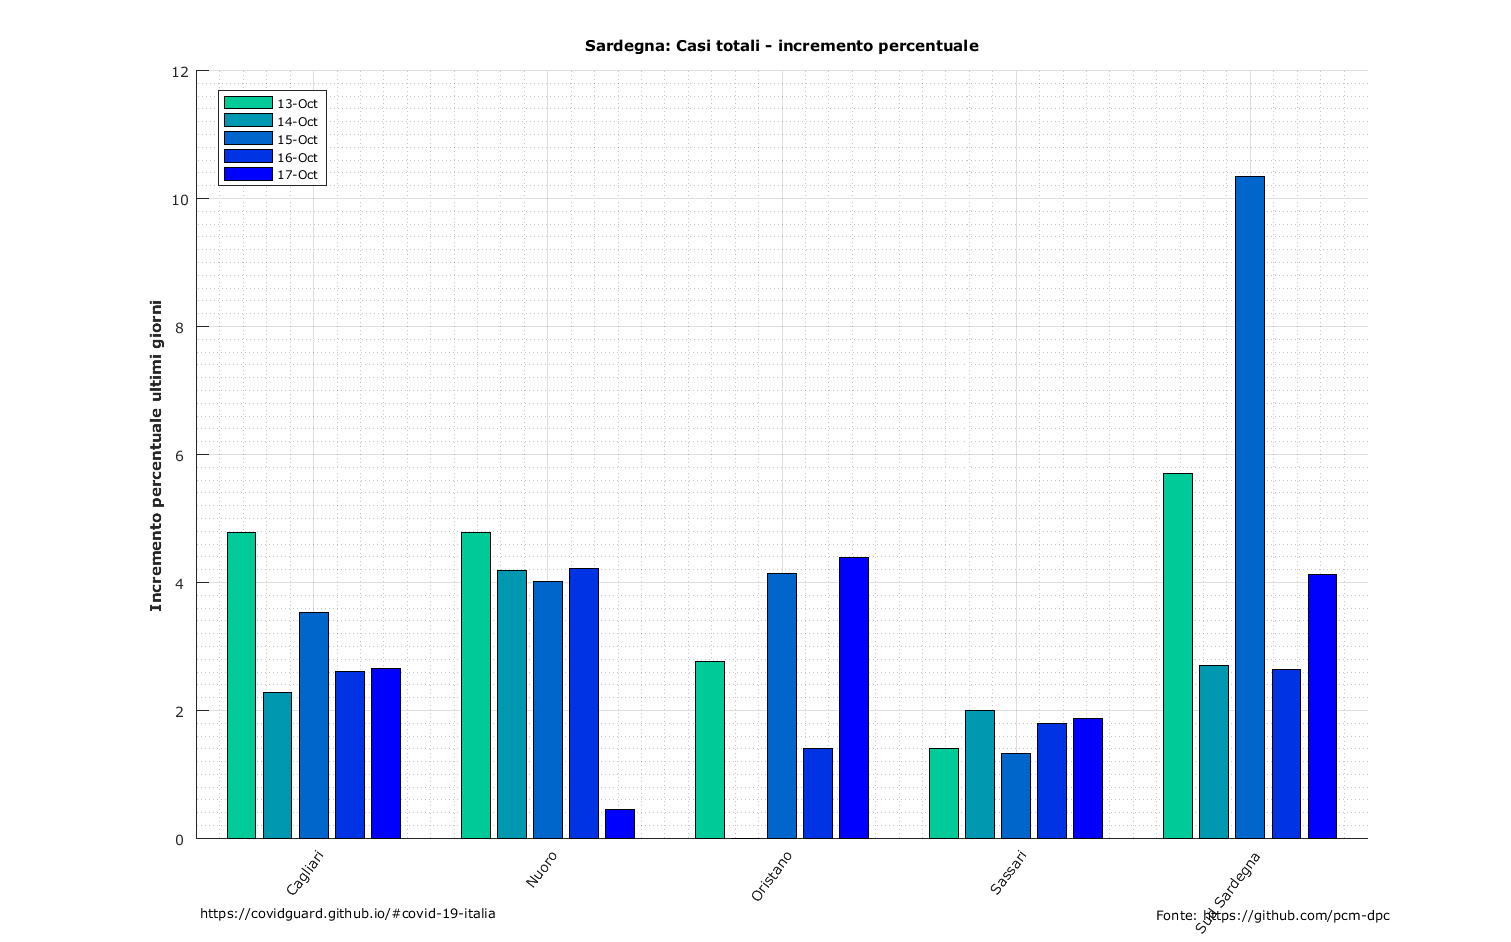 Sardegna: Casi totali - incremento percentuale
12
10
8
6
4
2
0
Incremento percentuale ultimi giorni
13-Oct
14-Oct
15-Oct
16-Oct
17-Oct
Cagliari
Nuoro
Oristano
Sassari
Sud Sardegna
https://covidguard.github.io/#covid-19-italia
Fonte: https://github.com/pcm-dpc